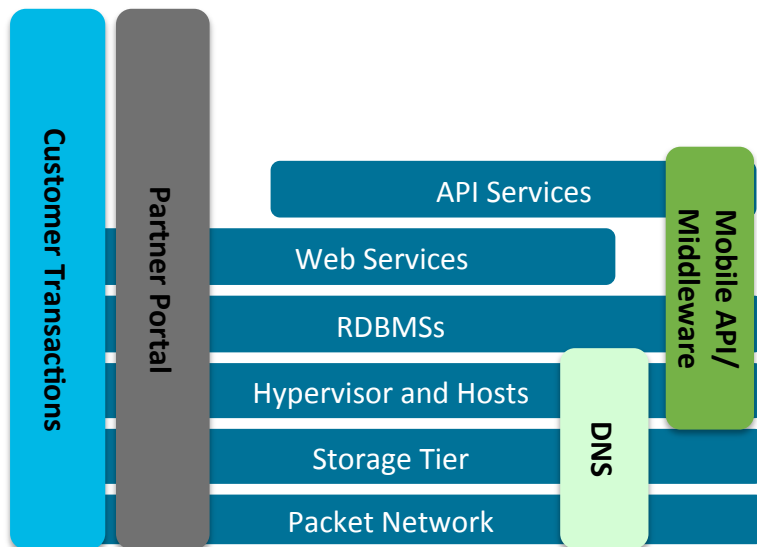 Customer Transactions
Partner Portal
API Services
Web Services
RDBMSs
Hypervisor and Hosts
Storage Tier
Packet Network
DNS
Mobile API/
Middleware